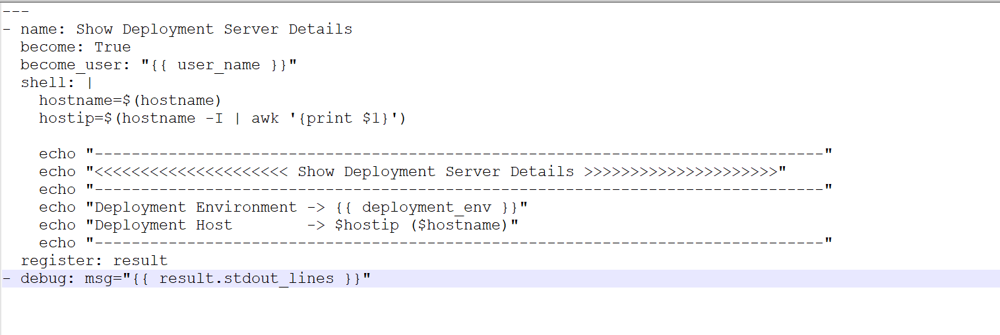 ---
- name: Show Deployment Server Details
  become: True
  become_user: "{{ user_name }}"
  shell: |
    hostname=$(hostname)
    hostip=$(hostname -I | awk '{print $1}')

    echo "-------------------------------------------------------------------------------"
    echo "<<<<<<<<<<<<<<<<<<<<< Show Deployment Server Details >>>>>>>>>>>>>>>>>>>>>"
    echo "-------------------------------------------------------------------------------"
    echo "Deployment Environment -> {{ deployment_env }}"
    echo "Deployment Host        -> $hostip ($hostname)"
    echo "-------------------------------------------------------------------------------"
  register: result
- debug: msg="{{ result.stdout_lines }}"